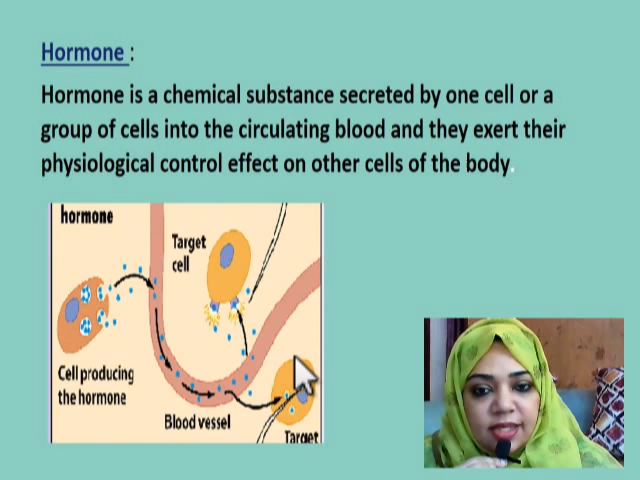 Hormone :
Hormone is a chemical substance secreted by one cell or a
group of cells into the circulating blood and they exert their
physiological control effect on other cells of the body.
hormone
Target
cell
Cell producing
the hormone
Blood vessel
Target